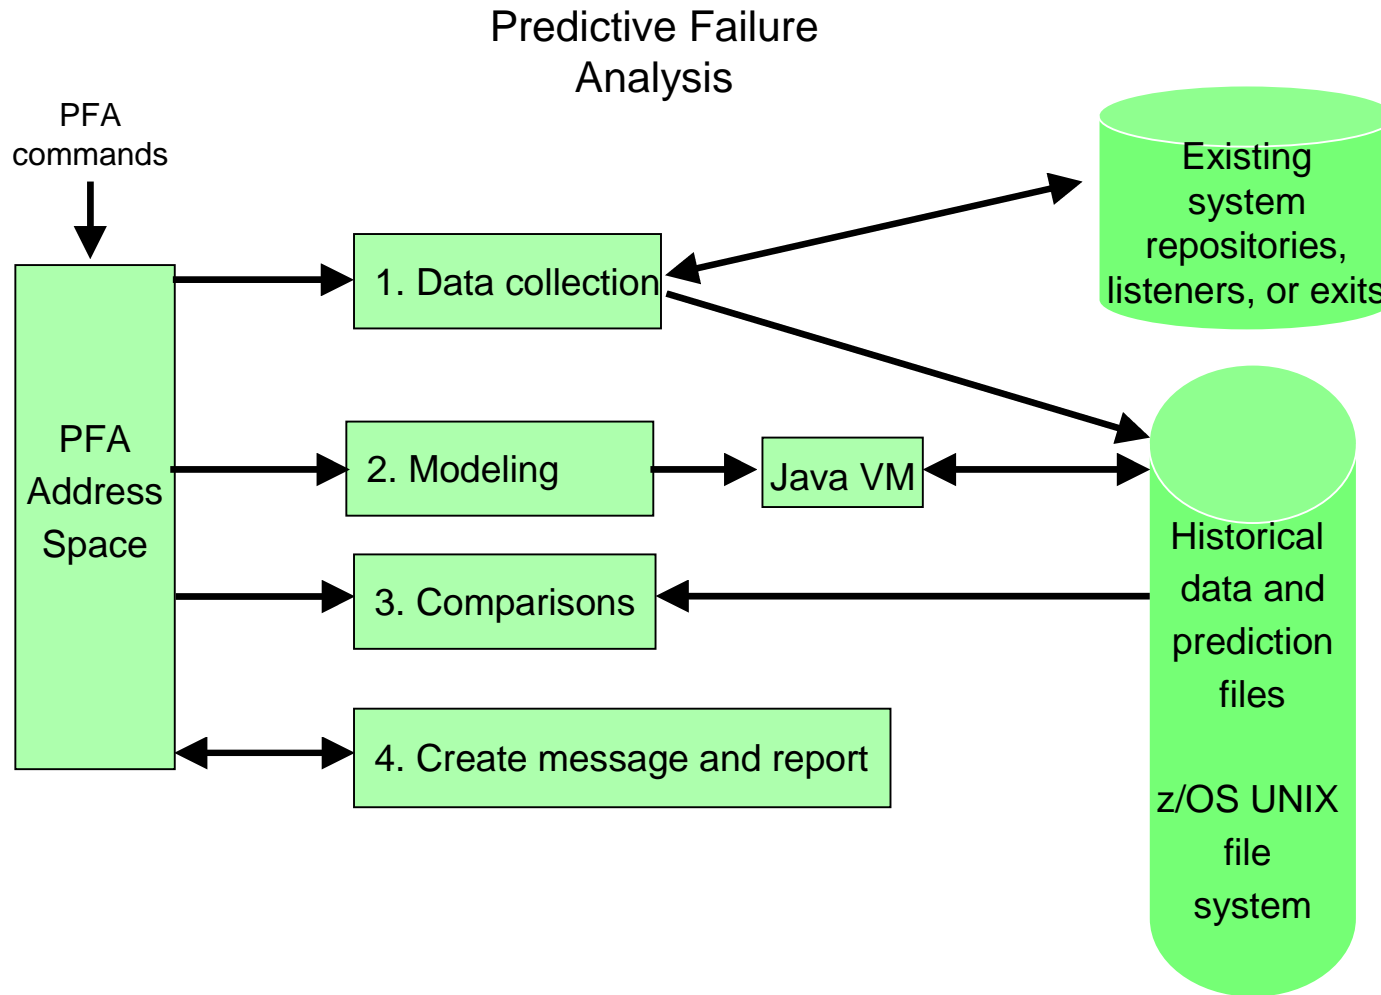 Predictive Failure
Analysis
PFA
commands
Existing
system
repositories,
listeners, or exits
1. Data collection
PFA
Address
Space
2. Modeling
Java VM
3. Comparisons
4. Create message and report
Historical
data and
prediction
files
z/OS UNIX
file
system